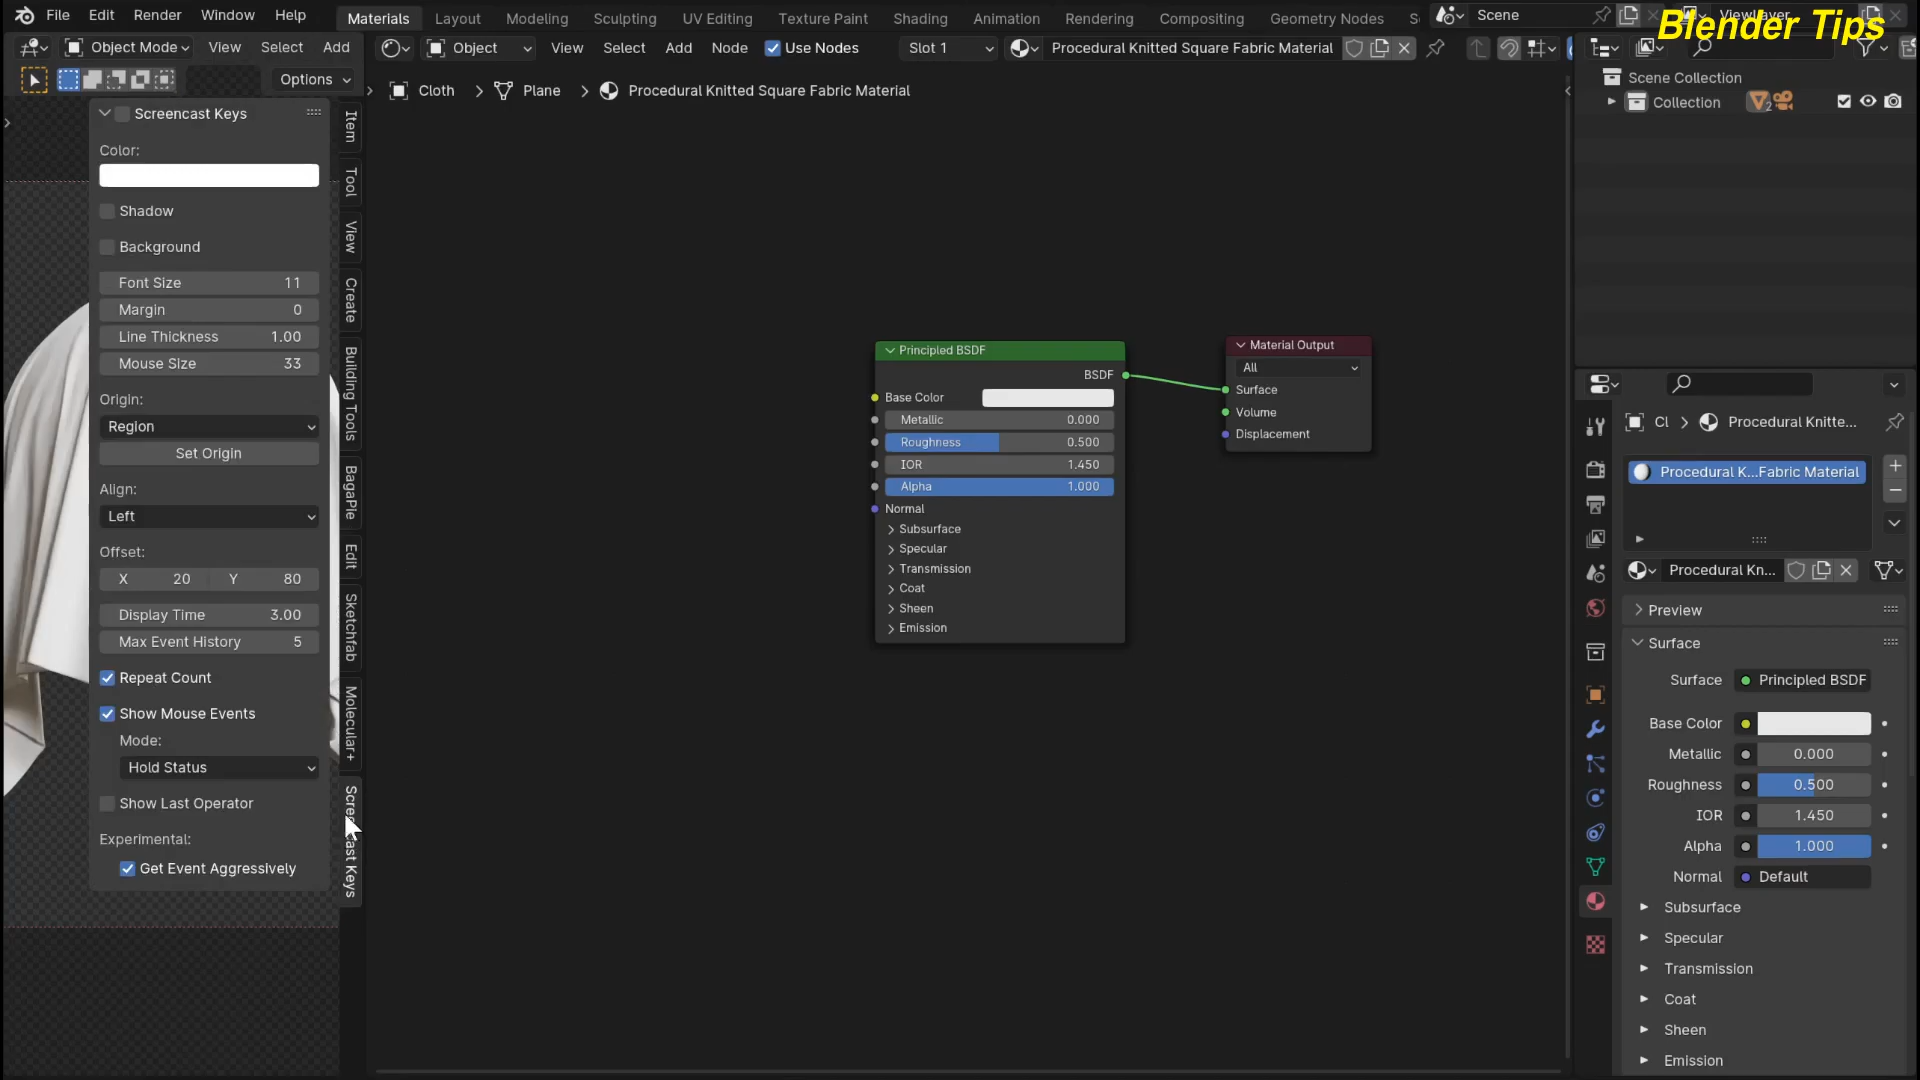 File Edit Render Window Help
Materials Layout Modeling Sculpting UV Editing Texture Paint Shading Animation Rendering Compositing Geometry Nodes
Scene
ViewLayer
Blender Tips
Object Mode View Select Add
Object View Select Add Node Use Nodes Slot 1 Procedural Knitted Square Fabric Material
Options
Cloth > Plane > Procedural Knitted Square Fabric Material
Scene Collection
Collection
2
Screencast Keys
Color:
Shadow
Background
Font Size 11
Margin 0
Line Thickness 1.00
Mouse Size 33
Origin:
Region
Set Origin
Align:
Left
Offset:
X 20 Y 80
Display Time 3.00
Max Event History 5
Repeat Count
Show Mouse Events
Mode:
Hold Status
Show Last Operator
Experimental:
Get Event Aggressively
Item
Tool
View
Create
Building Tools
BagaPie
Edit
Sketchfab
Molecular+
Screencast Keys
Principled BSDF
BSDF
Base Color
Metallic 0.000
Roughness 0.500
IOR 1.450
Alpha 1.000
Normal
Subsurface
Specular
Transmission
Coat
Sheen
Emission
Material Output
All
Surface
Volume
Displacement
Cl > Procedural Knitte...
Procedural K...Fabric Material
Procedural Kn...
Preview
Surface
Surface Principled BSDF
Base Color
Metallic 0.000
Roughness 0.500
IOR 1.450
Alpha 1.000
Normal Default
Subsurface
Specular
Transmission
Coat
Sheen
Emission